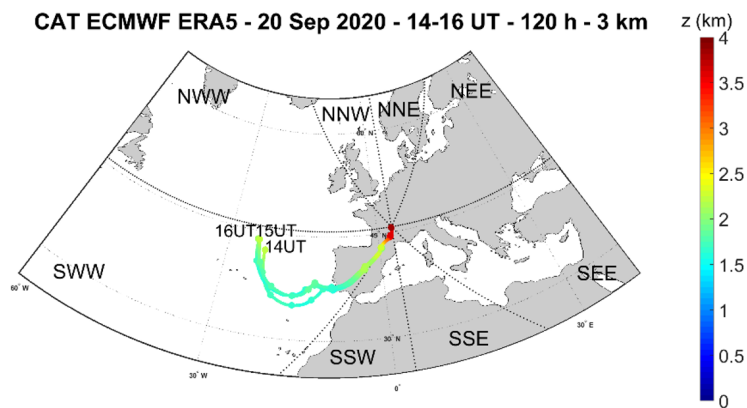 CAT ECMWF ERA5 - 20 Sep 2020 - 14-16 UT - 120 h - 3 km
z (km)
4
3.5
3
2.5
2
1.5
1
0.5
0
NWW
NNW
NNE
NEE
16UT15UT
14UT
45° N
SWW
SEE
60° W
SSW
SSE
30° N
30° W
0°
30° E